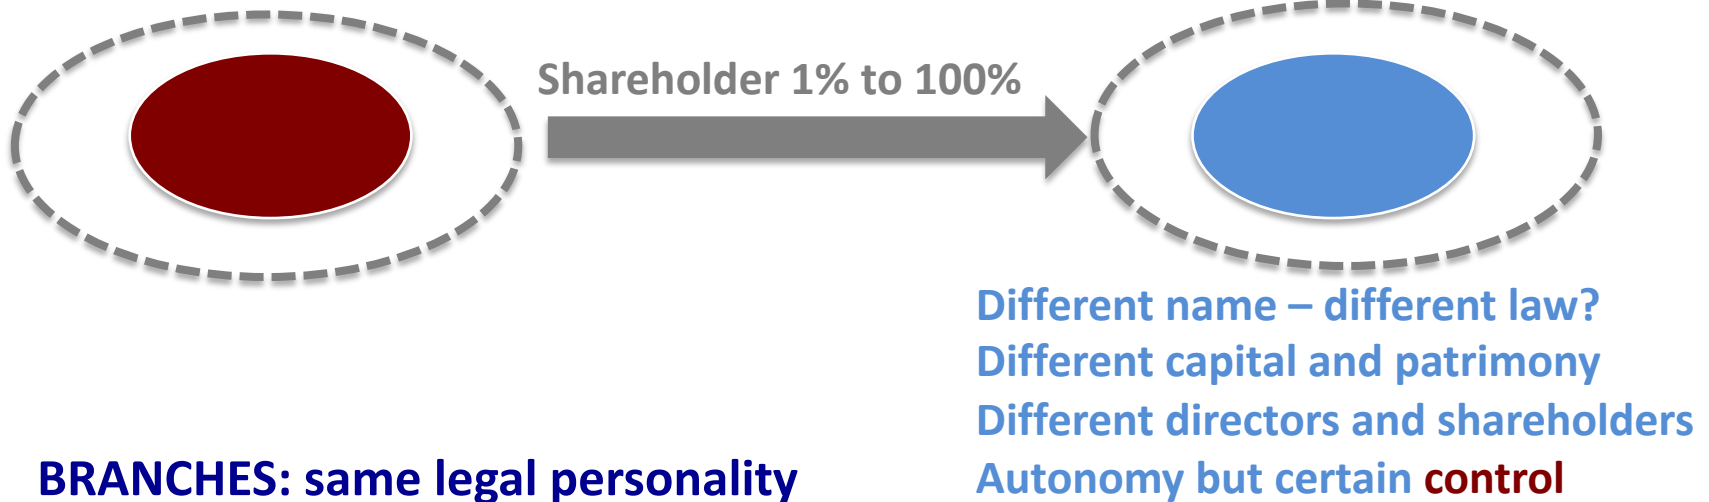 Shareholder 1% to 100%
Different name – different law?
Different capital and patrimony
Different directors and shareholders
Autonomy but certain control
BRANCHES: same legal personality